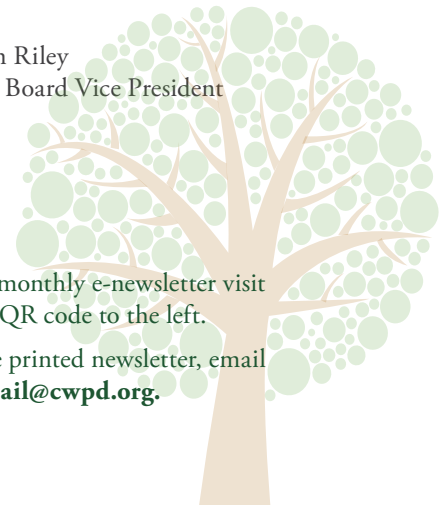 Riley
Board Vice President
monthly e-newsletter visit
QR code to the left.
printed newsletter, email
ail@cwpd.org.